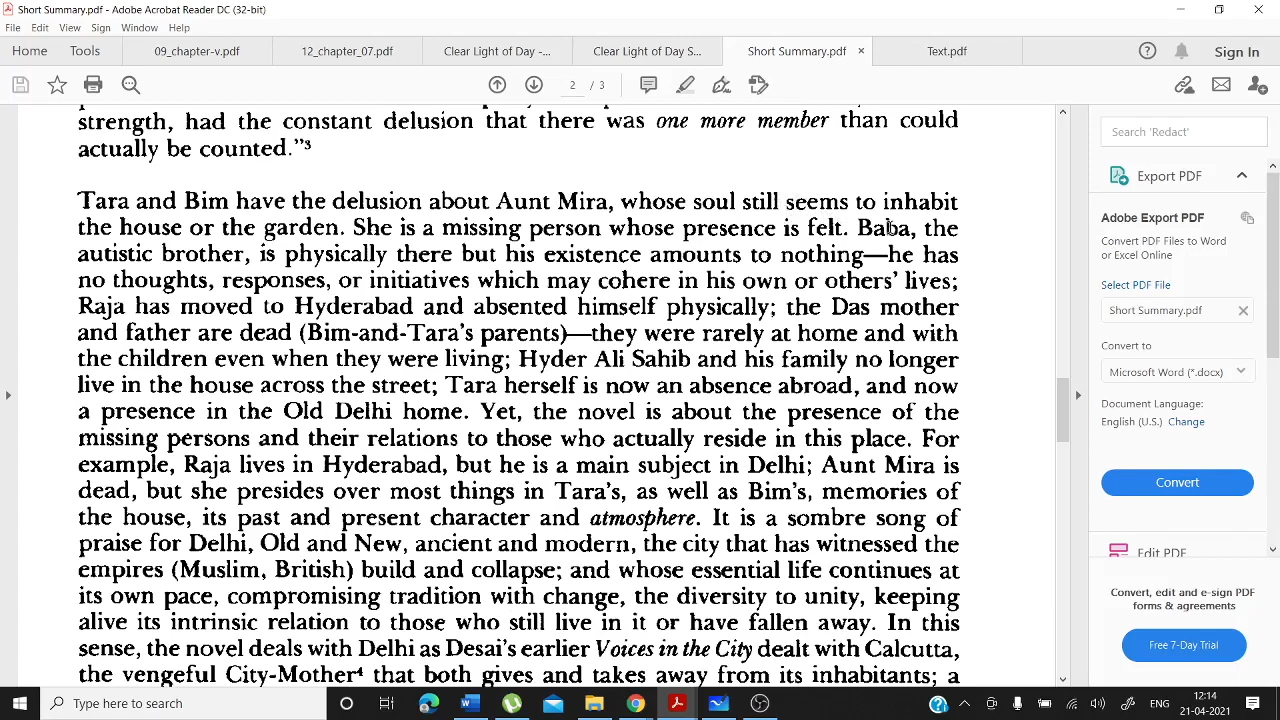 Short Summary.pdf - Adobe Acrobat Reader DC (32-bit)
File Edit View Sign Window Help
Home Tools 09_chapter-v.pdf 12_chapter_07.pdf Clear Light of Day -... Clear Light of Day S... Short Summary.pdf × Text.pdf Sign In
2 / 3
strength, had the constant delusion that there was one more member than could
actually be counted."3
Tara and Bim have the delusion about Aunt Mira, whose soul still seems to inhabit
the house or the garden. She is a missing person whose presence is felt. Baba, the
autistic brother, is physically there but his existence amounts to nothing—he has
no thoughts, responses, or initiatives which may cohere in his own or others' lives;
Raja has moved to Hyderabad and absented himself physically; the Das mother
and father are dead (Bim-and-Tara's parents)—they were rarely at home and with
the children even when they were living; Hyder Ali Sahib and his family no longer
live in the house across the street; Tara herself is now an absence abroad, and now
a presence in the Old Delhi home. Yet, the novel is about the presence of the
missing persons and their relations to those who actually reside in this place. For
example, Raja lives in Hyderabad, but he is a main subject in Delhi; Aunt Mira is
dead, but she presides over most things in Tara's, as well as Bim's, memories of
the house, its past and present character and atmosphere. It is a sombre song of
praise for Delhi, Old and New, ancient and modern, the city that has witnessed the
empires (Muslim, British) build and collapse; and whose essential life continues at
its own pace, compromising tradition with change, the diversity to unity, keeping
alive its intrinsic relation to those who still live in it or have fallen away. In this
sense, the novel deals with Delhi as Desai's earlier Voices in the City dealt with Calcutta,
the vengeful City-Mother4 that both gives and takes away from its inhabitants; a
Search 'Redact'
Export PDF
Adobe Export PDF
Convert PDF Files to Word
or Excel Online
Select PDF File
Short Summary.pdf
Convert to
Microsoft Word (*.docx)
Document Language:
English (U.S.) Change
Convert
Edit PDF
Convert, edit and e-sign PDF
forms & agreements
Free 7-Day Trial
Type here to search
ENG
12:14
21-04-2021